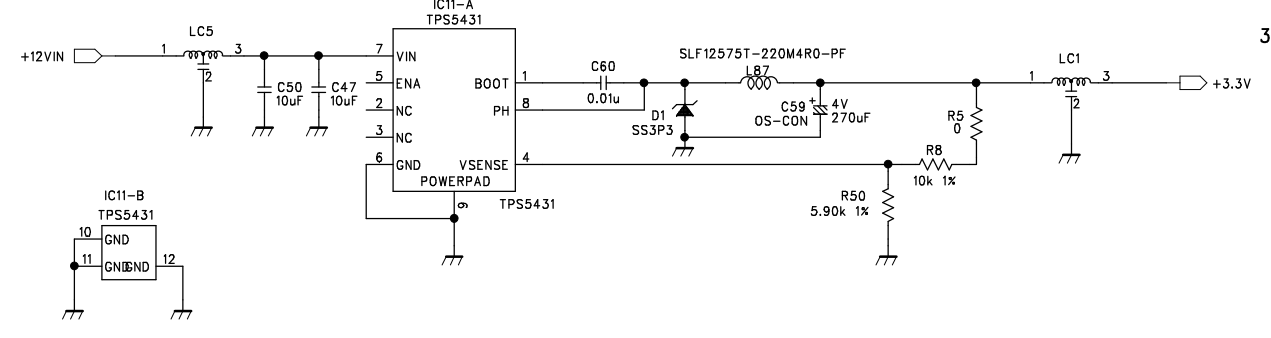 IC11-A
TPS5431
3
LC5
+12VIN
1
3
2
7
VIN
C50
10uF
C47
10uF
5
ENA
BOOT
1
2
NC
PH
8
3
NC
6
GND
VSENSE
4
POWERPAD
9
TPS5431
C60
0.01u
SLF12575T-220M4R0-PF
L87
D1
SS3P3
C59
OS-CON
+
4V
270uF
R5
0
R8
10k 1%
R50
5.90k 1%
LC1
1
3
2
+3.3V
IC11-B
TPS5431
10
GND
11
GND
GND
12